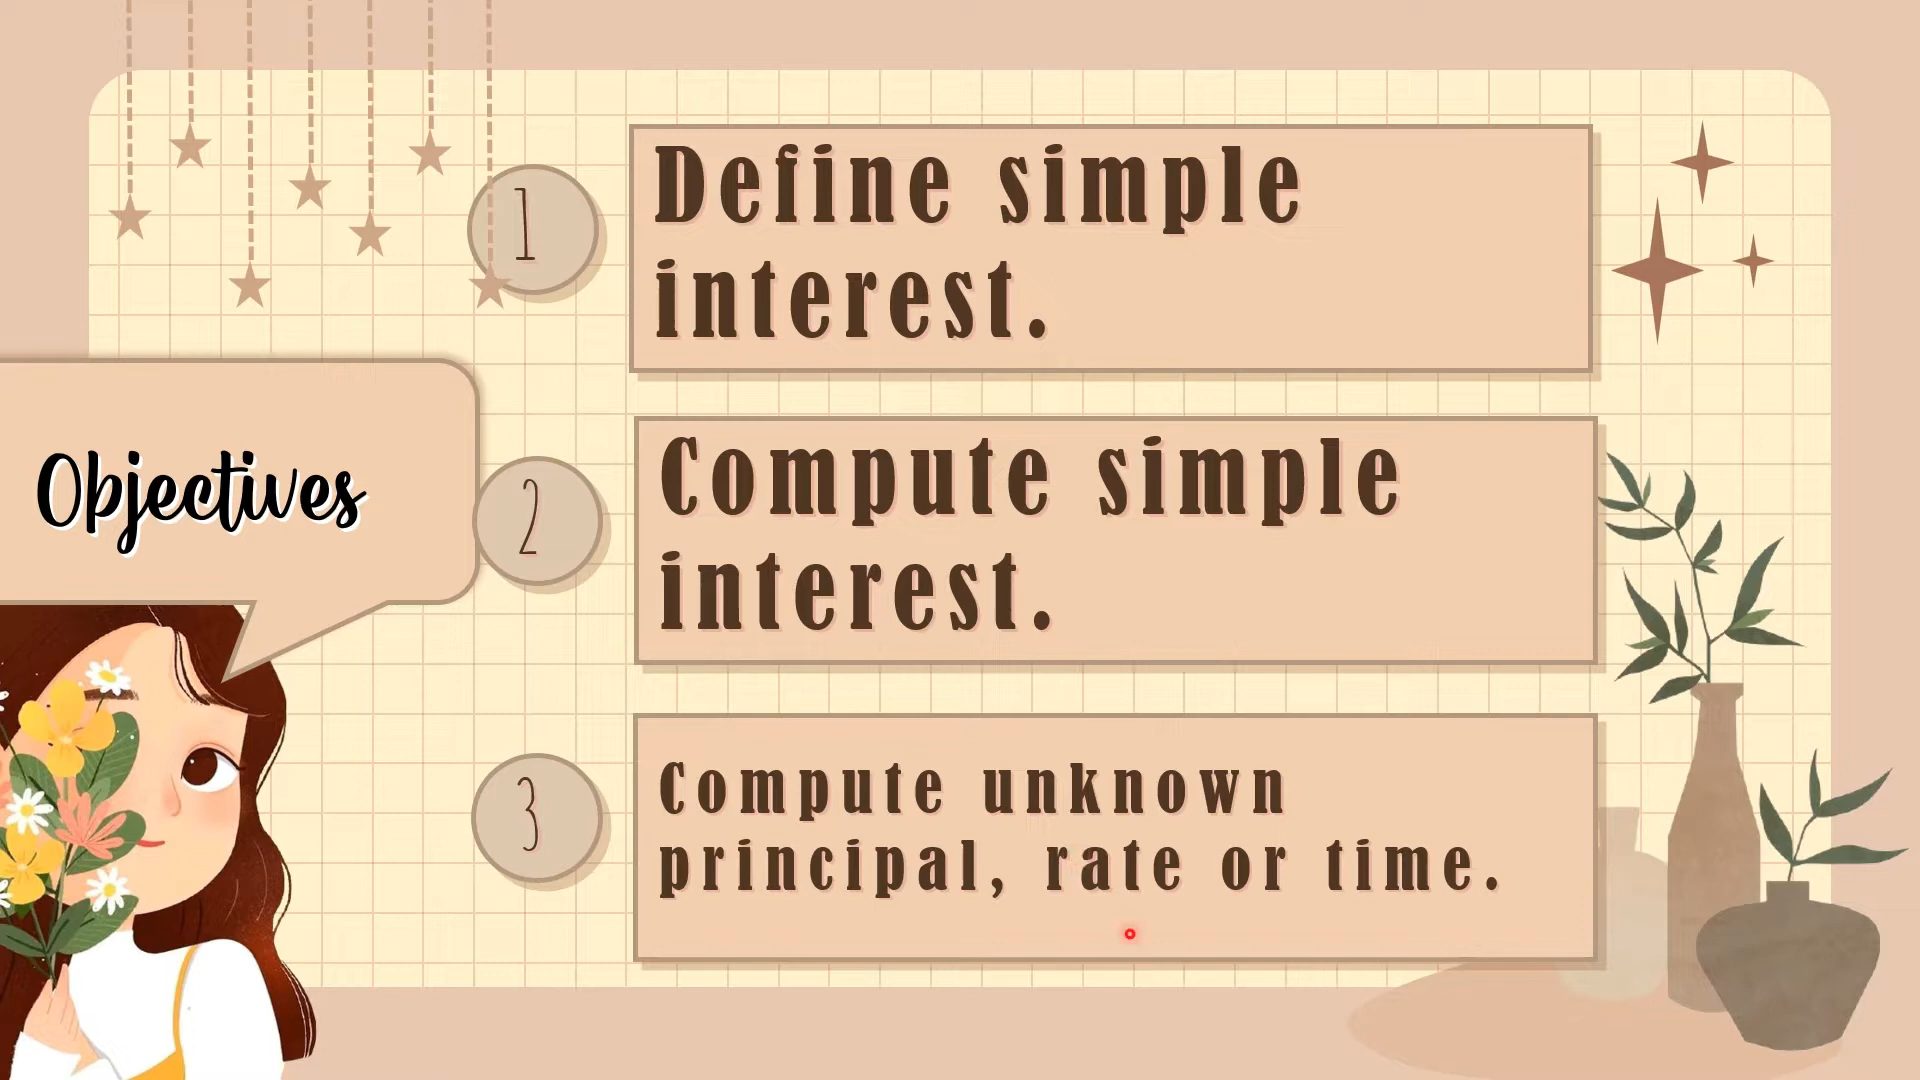 Objectives
1
Define simple
interest.
2
Compute simple
interest.
3
Compute unknown
principal, rate or time.